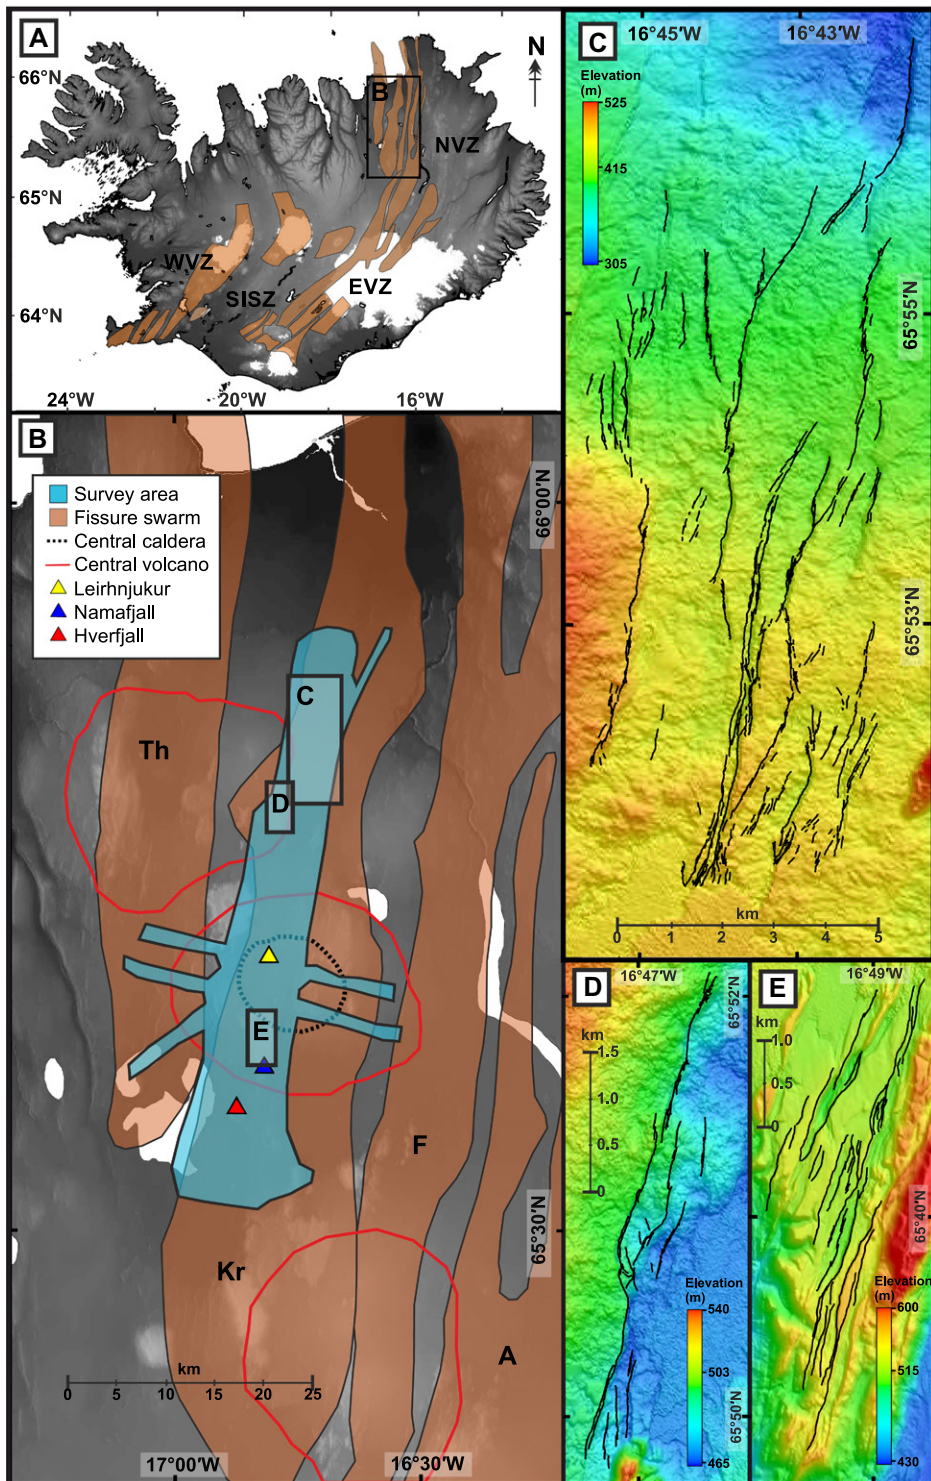 A
N
66°N
65°N
64°N
B
NVZ
WVZ
SISZ
EVZ
24°W
20°W
16°W
B
Survey area
Fissure swarm
Central caldera
Central volcano
Leirhnjukur
Namafjall
Hverfjall
66°00'N
C
Th
D
E
F
Kr
A
65°30'N
km
0 5 10 15 20 25
17°00'W
16°30'W
C
16°45'W
16°43'W
Elevation
(m)
525
415
305
65°55'N
65°53'N
km
0 1 2 3 4 5
D
16°47'W
65°52'N
km
1.5
1.0
0.5
0
Elevation
(m)
540
503
465
65°50'N
E
16°49'W
km
1.0
0.5
0
65°40'N
Elevation
(m)
600
515
430